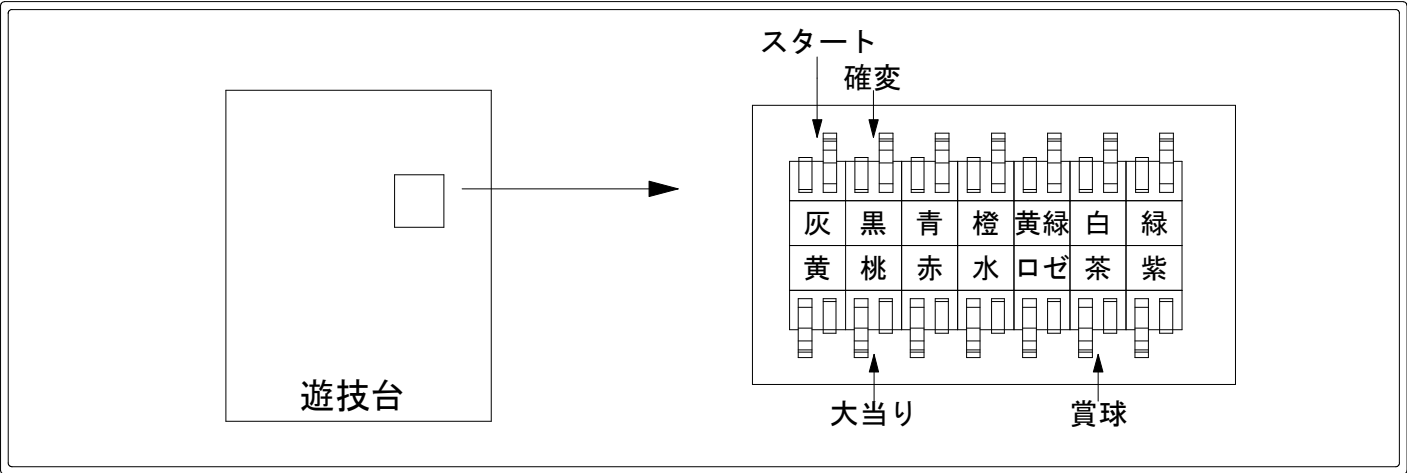 スタート
確変
灰 黒 青 橙 黄緑 白 緑
黄 桃 赤 水 ロゼ 茶 紫
大当り 賞球
遊技台